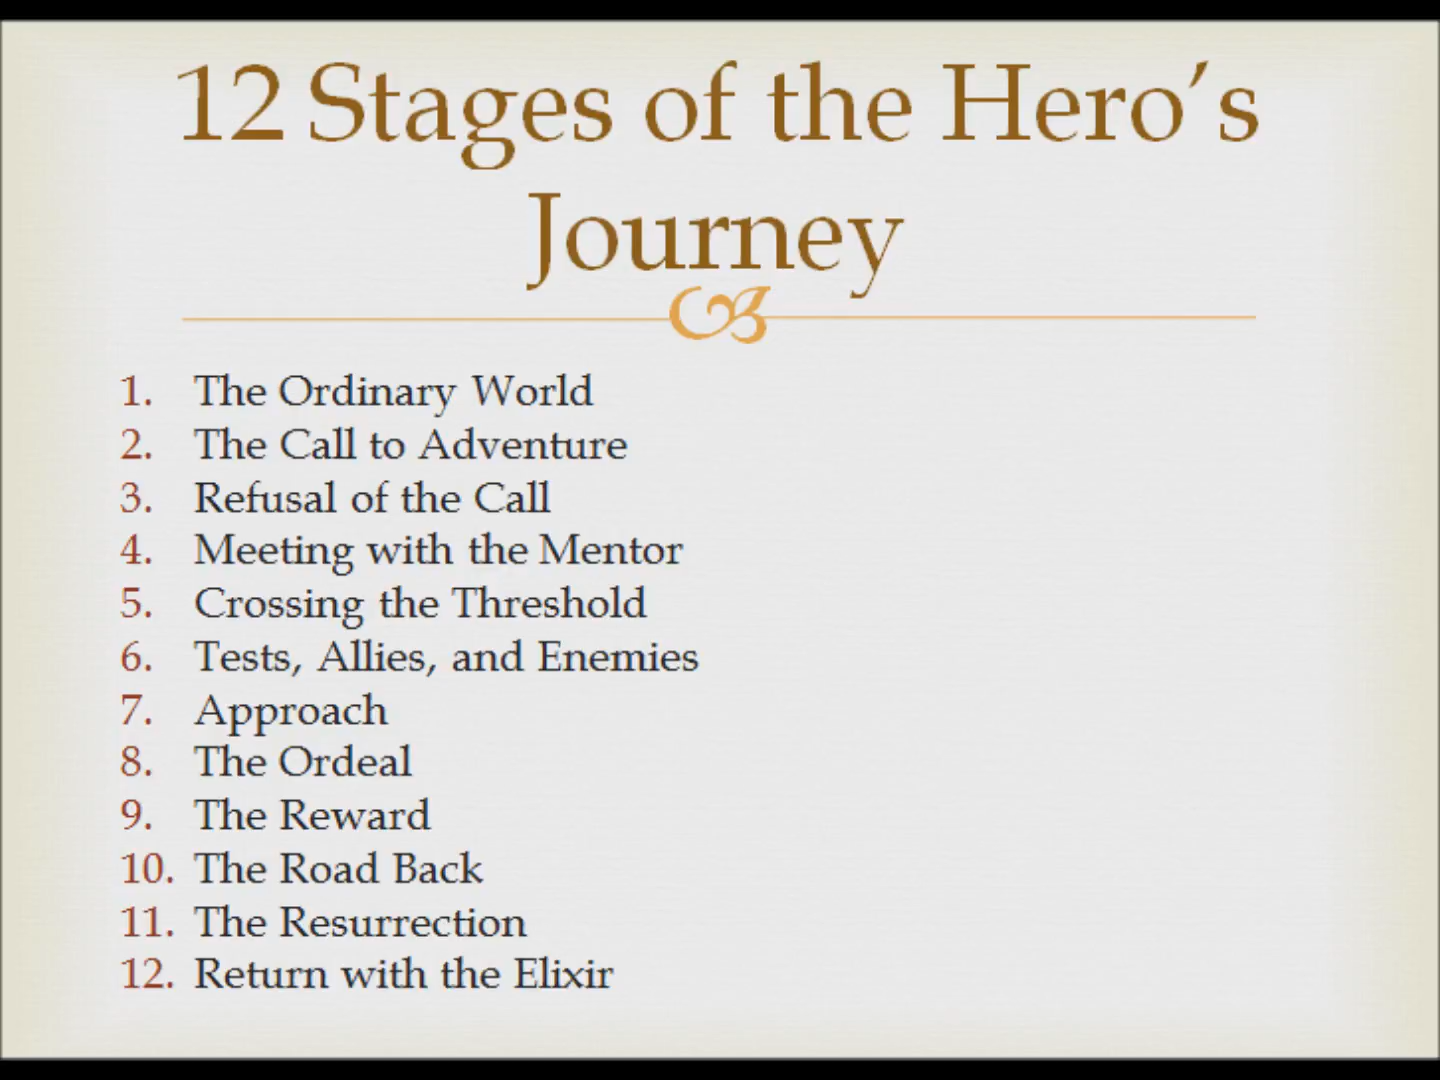 12 Stages of the Hero’s
Journey
1. The Ordinary World
2. The Call to Adventure
3. Refusal of the Call
4. Meeting with the Mentor
5. Crossing the Threshold
6. Tests, Allies, and Enemies
7. Approach
8. The Ordeal
9. The Reward
10. The Road Back
11. The Resurrection
12. Return with the Elixir